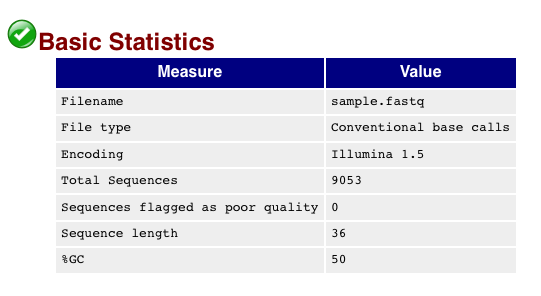 Basic Statistics
Measure Value
Filename sample.fastq
File type Conventional base calls
Encoding Illumina 1.5
Total Sequences 9053
Sequences flagged as poor quality 0
Sequence length 36
%GC 50